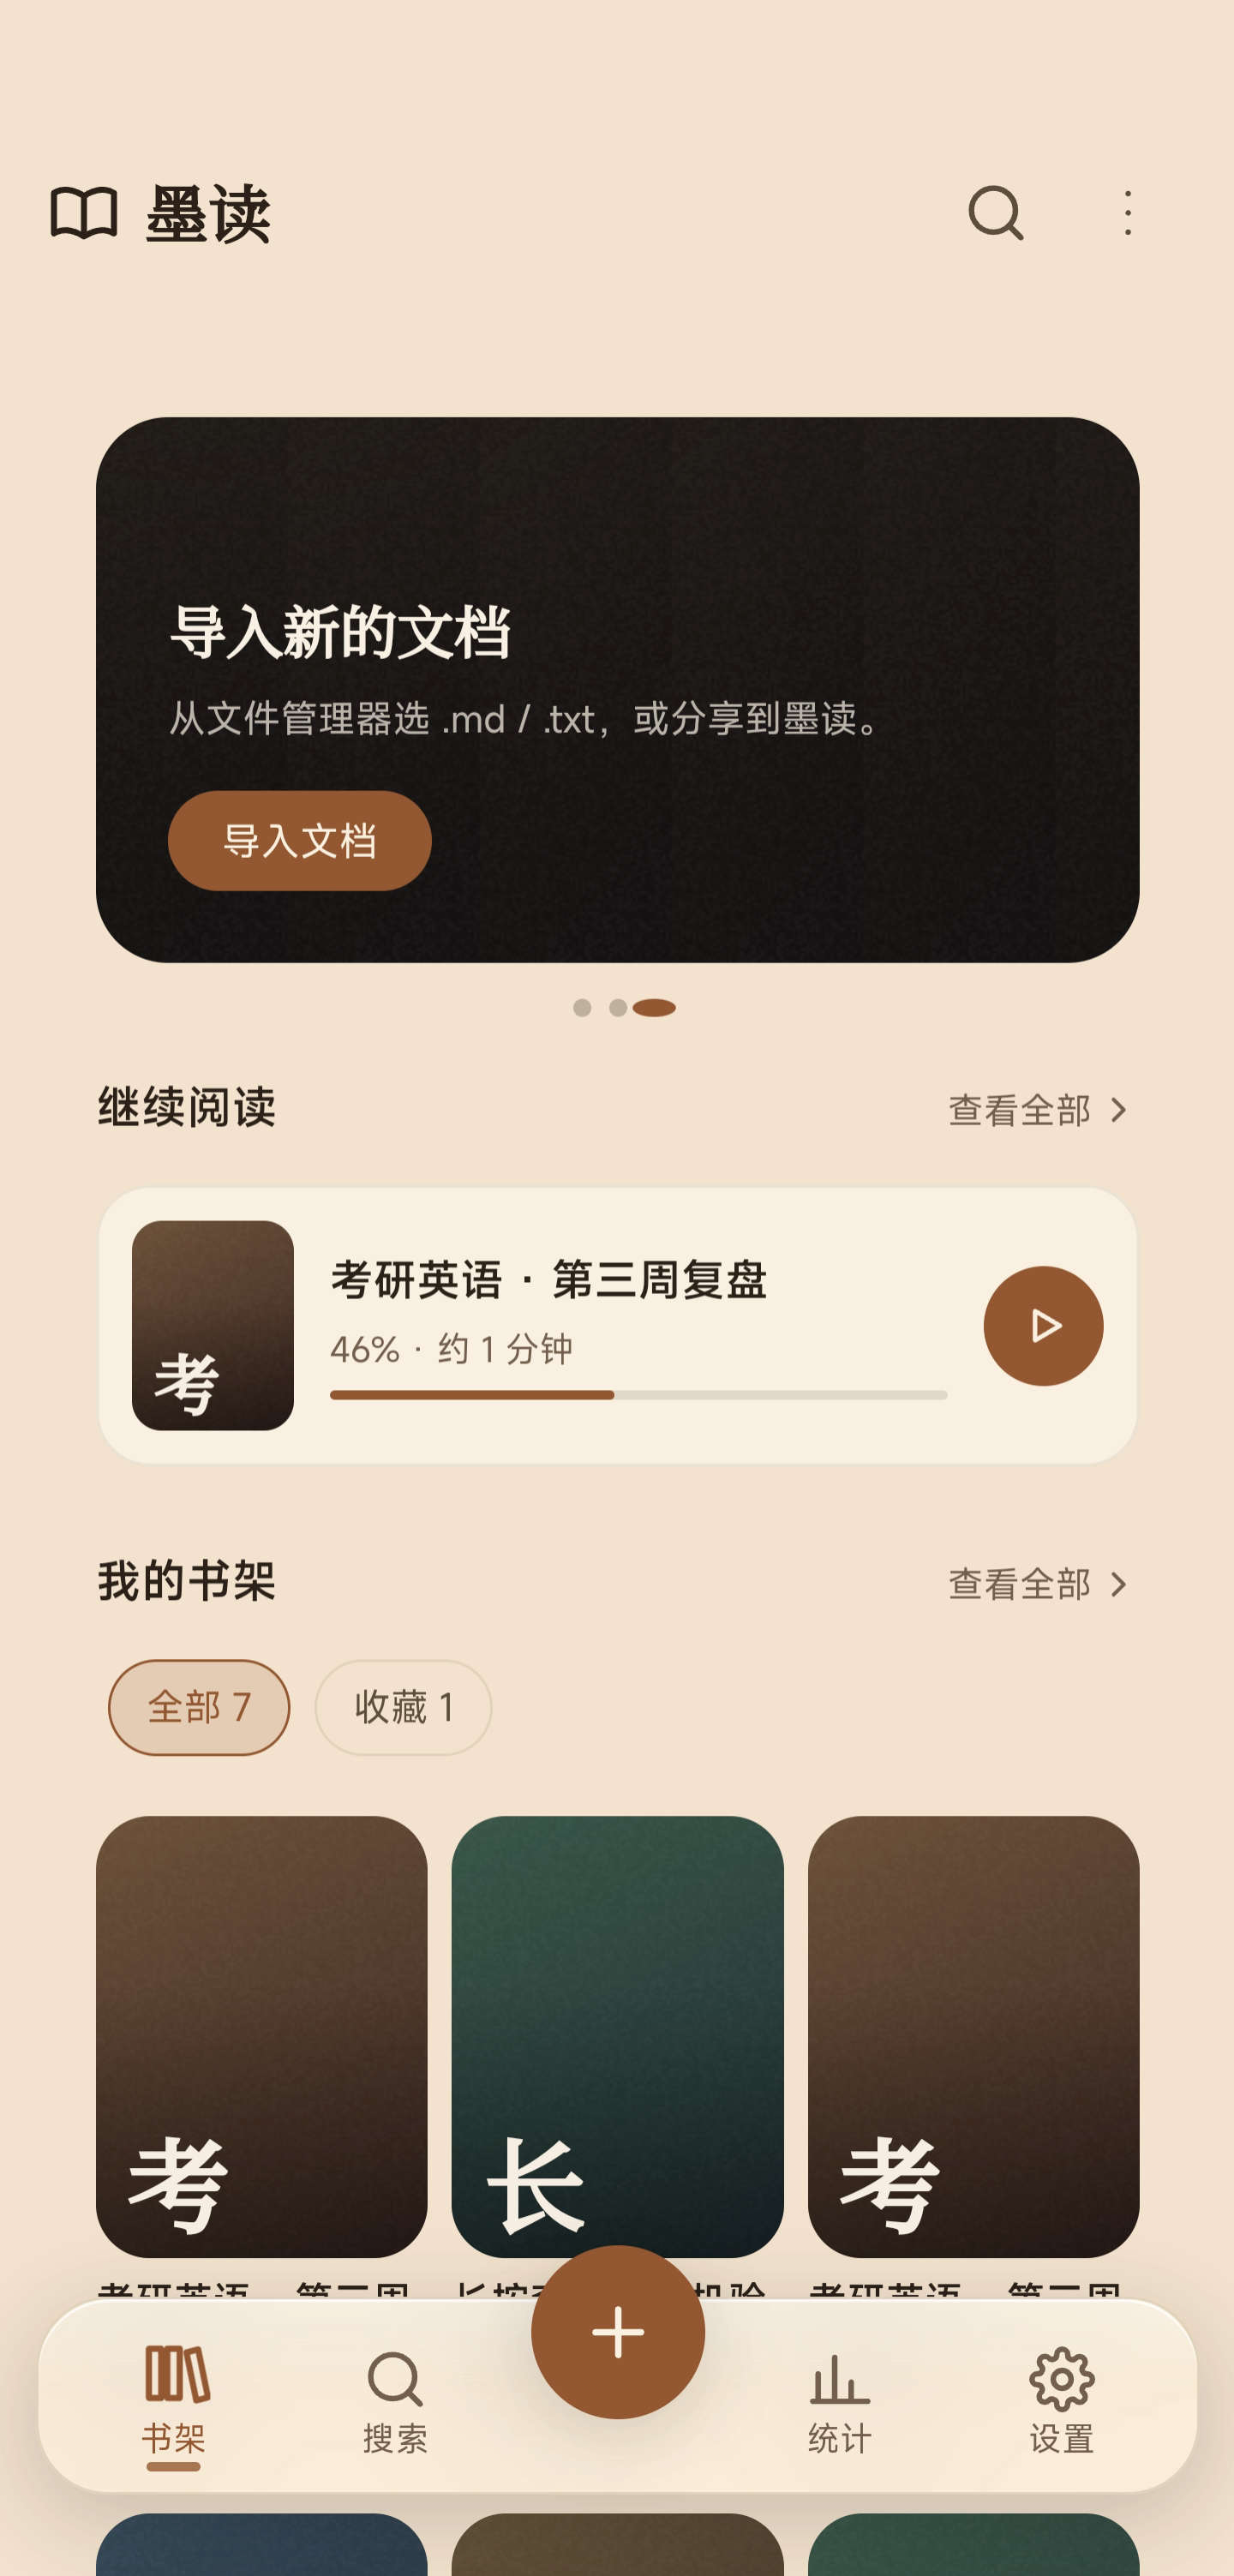 墨读
导入新的文档
从文件管理器选 .md / .txt，或分享到墨读。
导入文档
继续阅读
查看全部
考
考研英语 · 第三周复盘
46% · 约 1 分钟
我的书架
查看全部
全部 7
收藏 1
考
长
考
书架
搜索
统计
设置